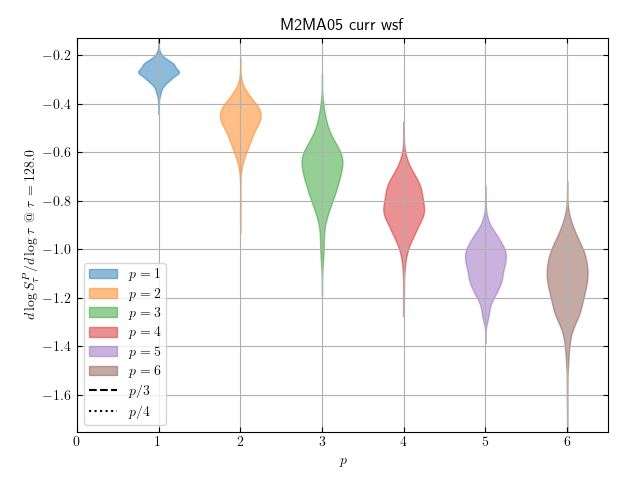 M2MA05 curr wsf
d log S_τ^P / d log τ @ τ = 128.0
−0.2
−0.4
−0.6
−0.8
−1.0
−1.2
−1.4
−1.6
p = 1
p = 2
p = 3
p = 4
p = 5
p = 6
p/3
p/4
0 1 2 3 4 5 6
p